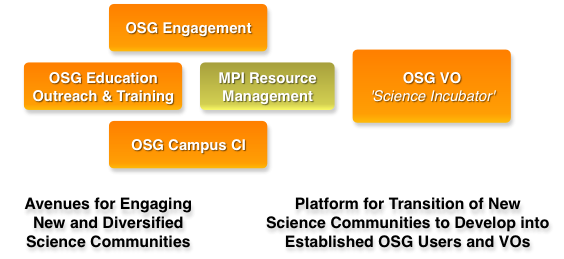 OSG Engagement
OSG Education
Outreach & Training
MPI Resource
Management
OSG VO
'Science Incubator'
OSG Campus CI
Avenues for Engaging
New and Diversified
Science Communities
Platform for Transition of New
Science Communities to Develop into
Established OSG Users and VOs